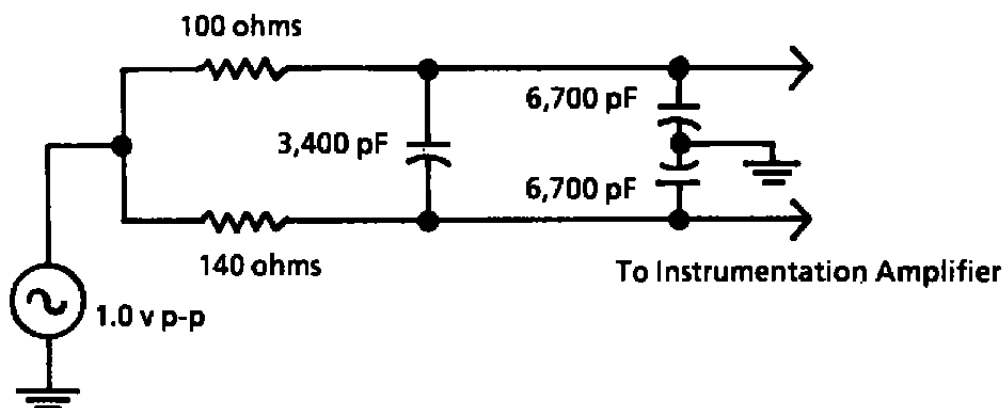 100 ohms
6,700 pF
3,400 pF
6,700 pF
140 ohms
To Instrumentation Amplifier
1.0 v p-p